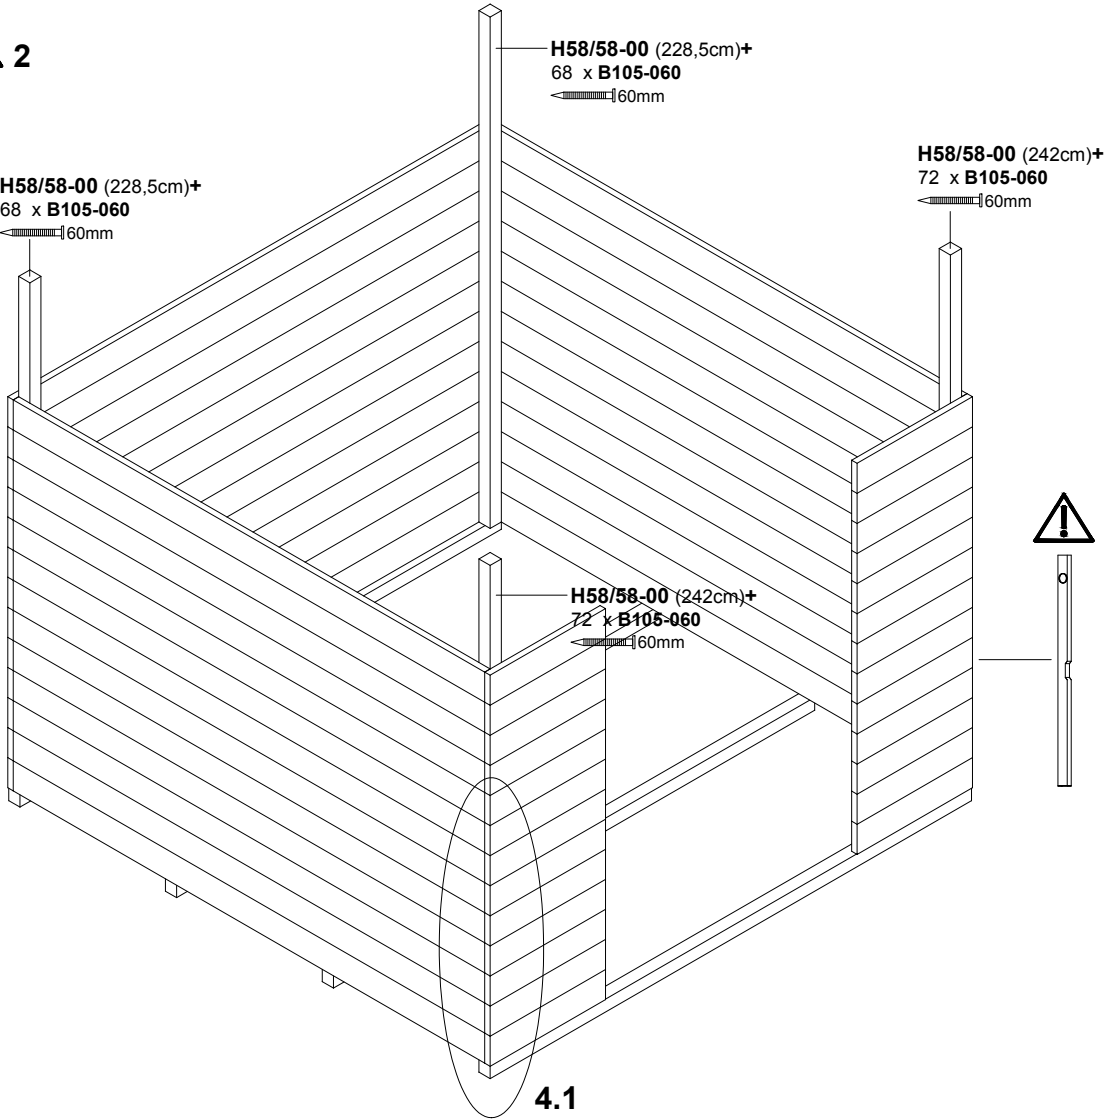 2
H58/58-00 (228,5cm)+
68 x B105-060
60mm
H58/58-00 (228,5cm)+
68 x B105-060
60mm
H58/58-00 (242cm)+
72 x B105-060
60mm
H58/58-00 (242cm)+
72 x B105-060
60mm
4.1